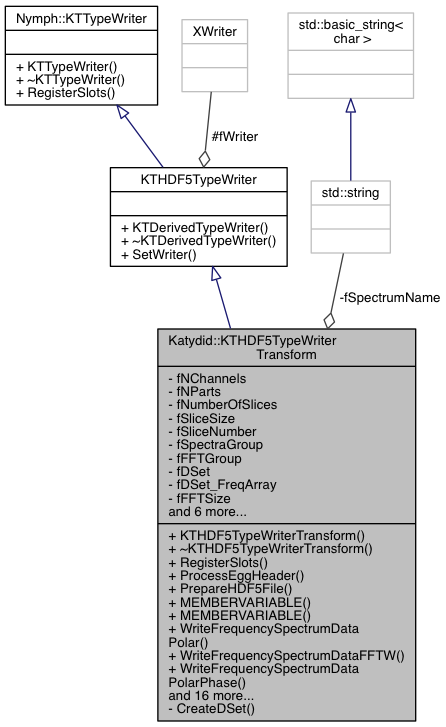 Nymph::KTTypeWriter
+ KTTypeWriter()
+ ~KTTypeWriter()
+ RegisterSlots()
XWriter
std::basic_string<
char >
#fWriter
KTHDF5TypeWriter
+ KTDerivedTypeWriter()
+ ~KTDerivedTypeWriter()
+ SetWriter()
std::string
-fSpectrumName
Katydid::KTHDF5TypeWriter
Transform
- fNChannels
- fNParts
- fNumberOfSlices
- fSliceSize
- fSliceNumber
- fSpectraGroup
- fFFTGroup
- fDSet
- fDSet_FreqArray
- fFFTSize
and 6 more...
+ KTHDF5TypeWriterTransform()
+ ~KTHDF5TypeWriterTransform()
+ RegisterSlots()
+ ProcessEggHeader()
+ PrepareHDF5File()
+ MEMBERVARIABLE()
+ MEMBERVARIABLE()
+ WriteFrequencySpectrumData
Polar()
+ WriteFrequencySpectrumDataFFTW()
+ WriteFrequencySpectrumData
PolarPhase()
and 16 more...
- CreateDSet()